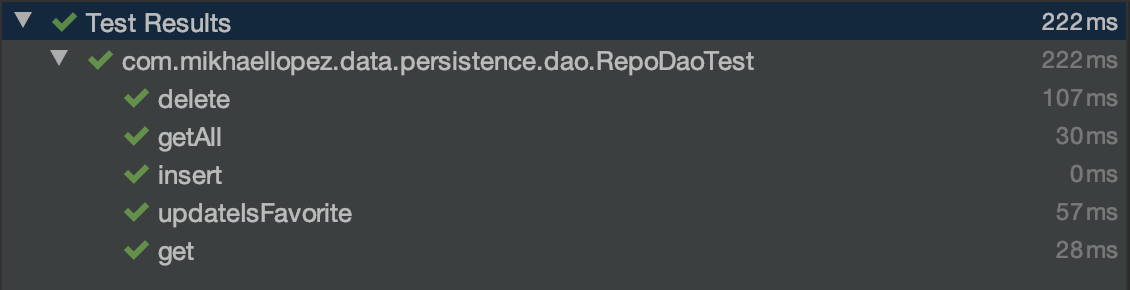 Test Results 222 ms
com.mikhaellopez.data.persistence.dao.RepoDaoTest 222 ms
delete 107 ms
getAll 30 ms
insert 0 ms
updateIsFavorite 57 ms
get 28 ms